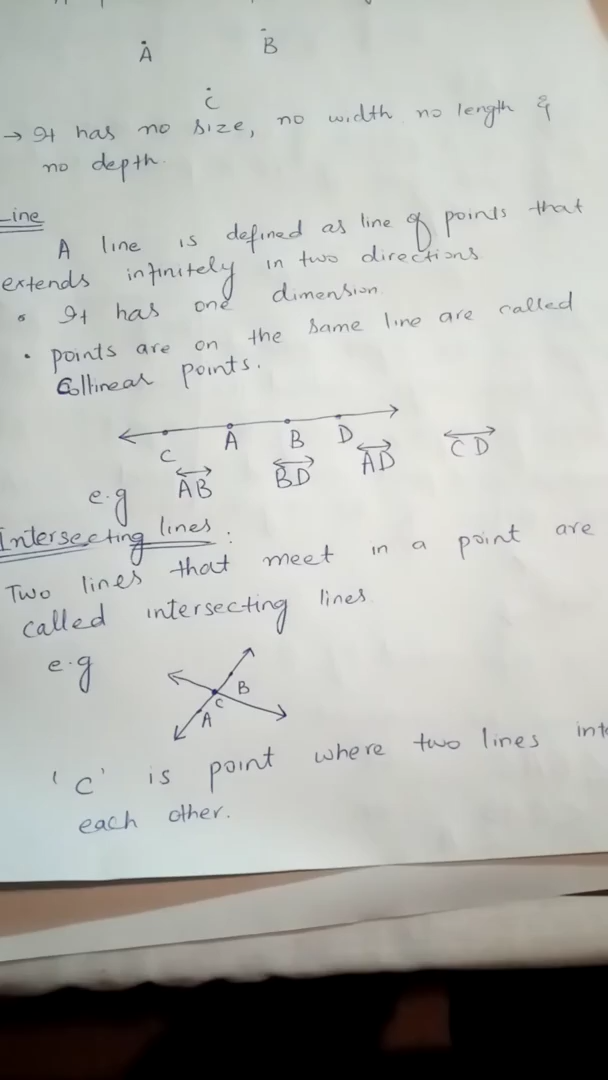 A B
C
→ It has no size, no width no length &
no depth.
Line
A line is defined as line of points that
extends infinitely in two directions
• It has one dimension
• points are on the same line are called
Collinear points.
C A B D
e.g AB BD AD CD
Intersecting lines:
Two lines that meet in a point are
called intersecting lines
e.g
B
C
A
'C' is point where two lines inte
each other.